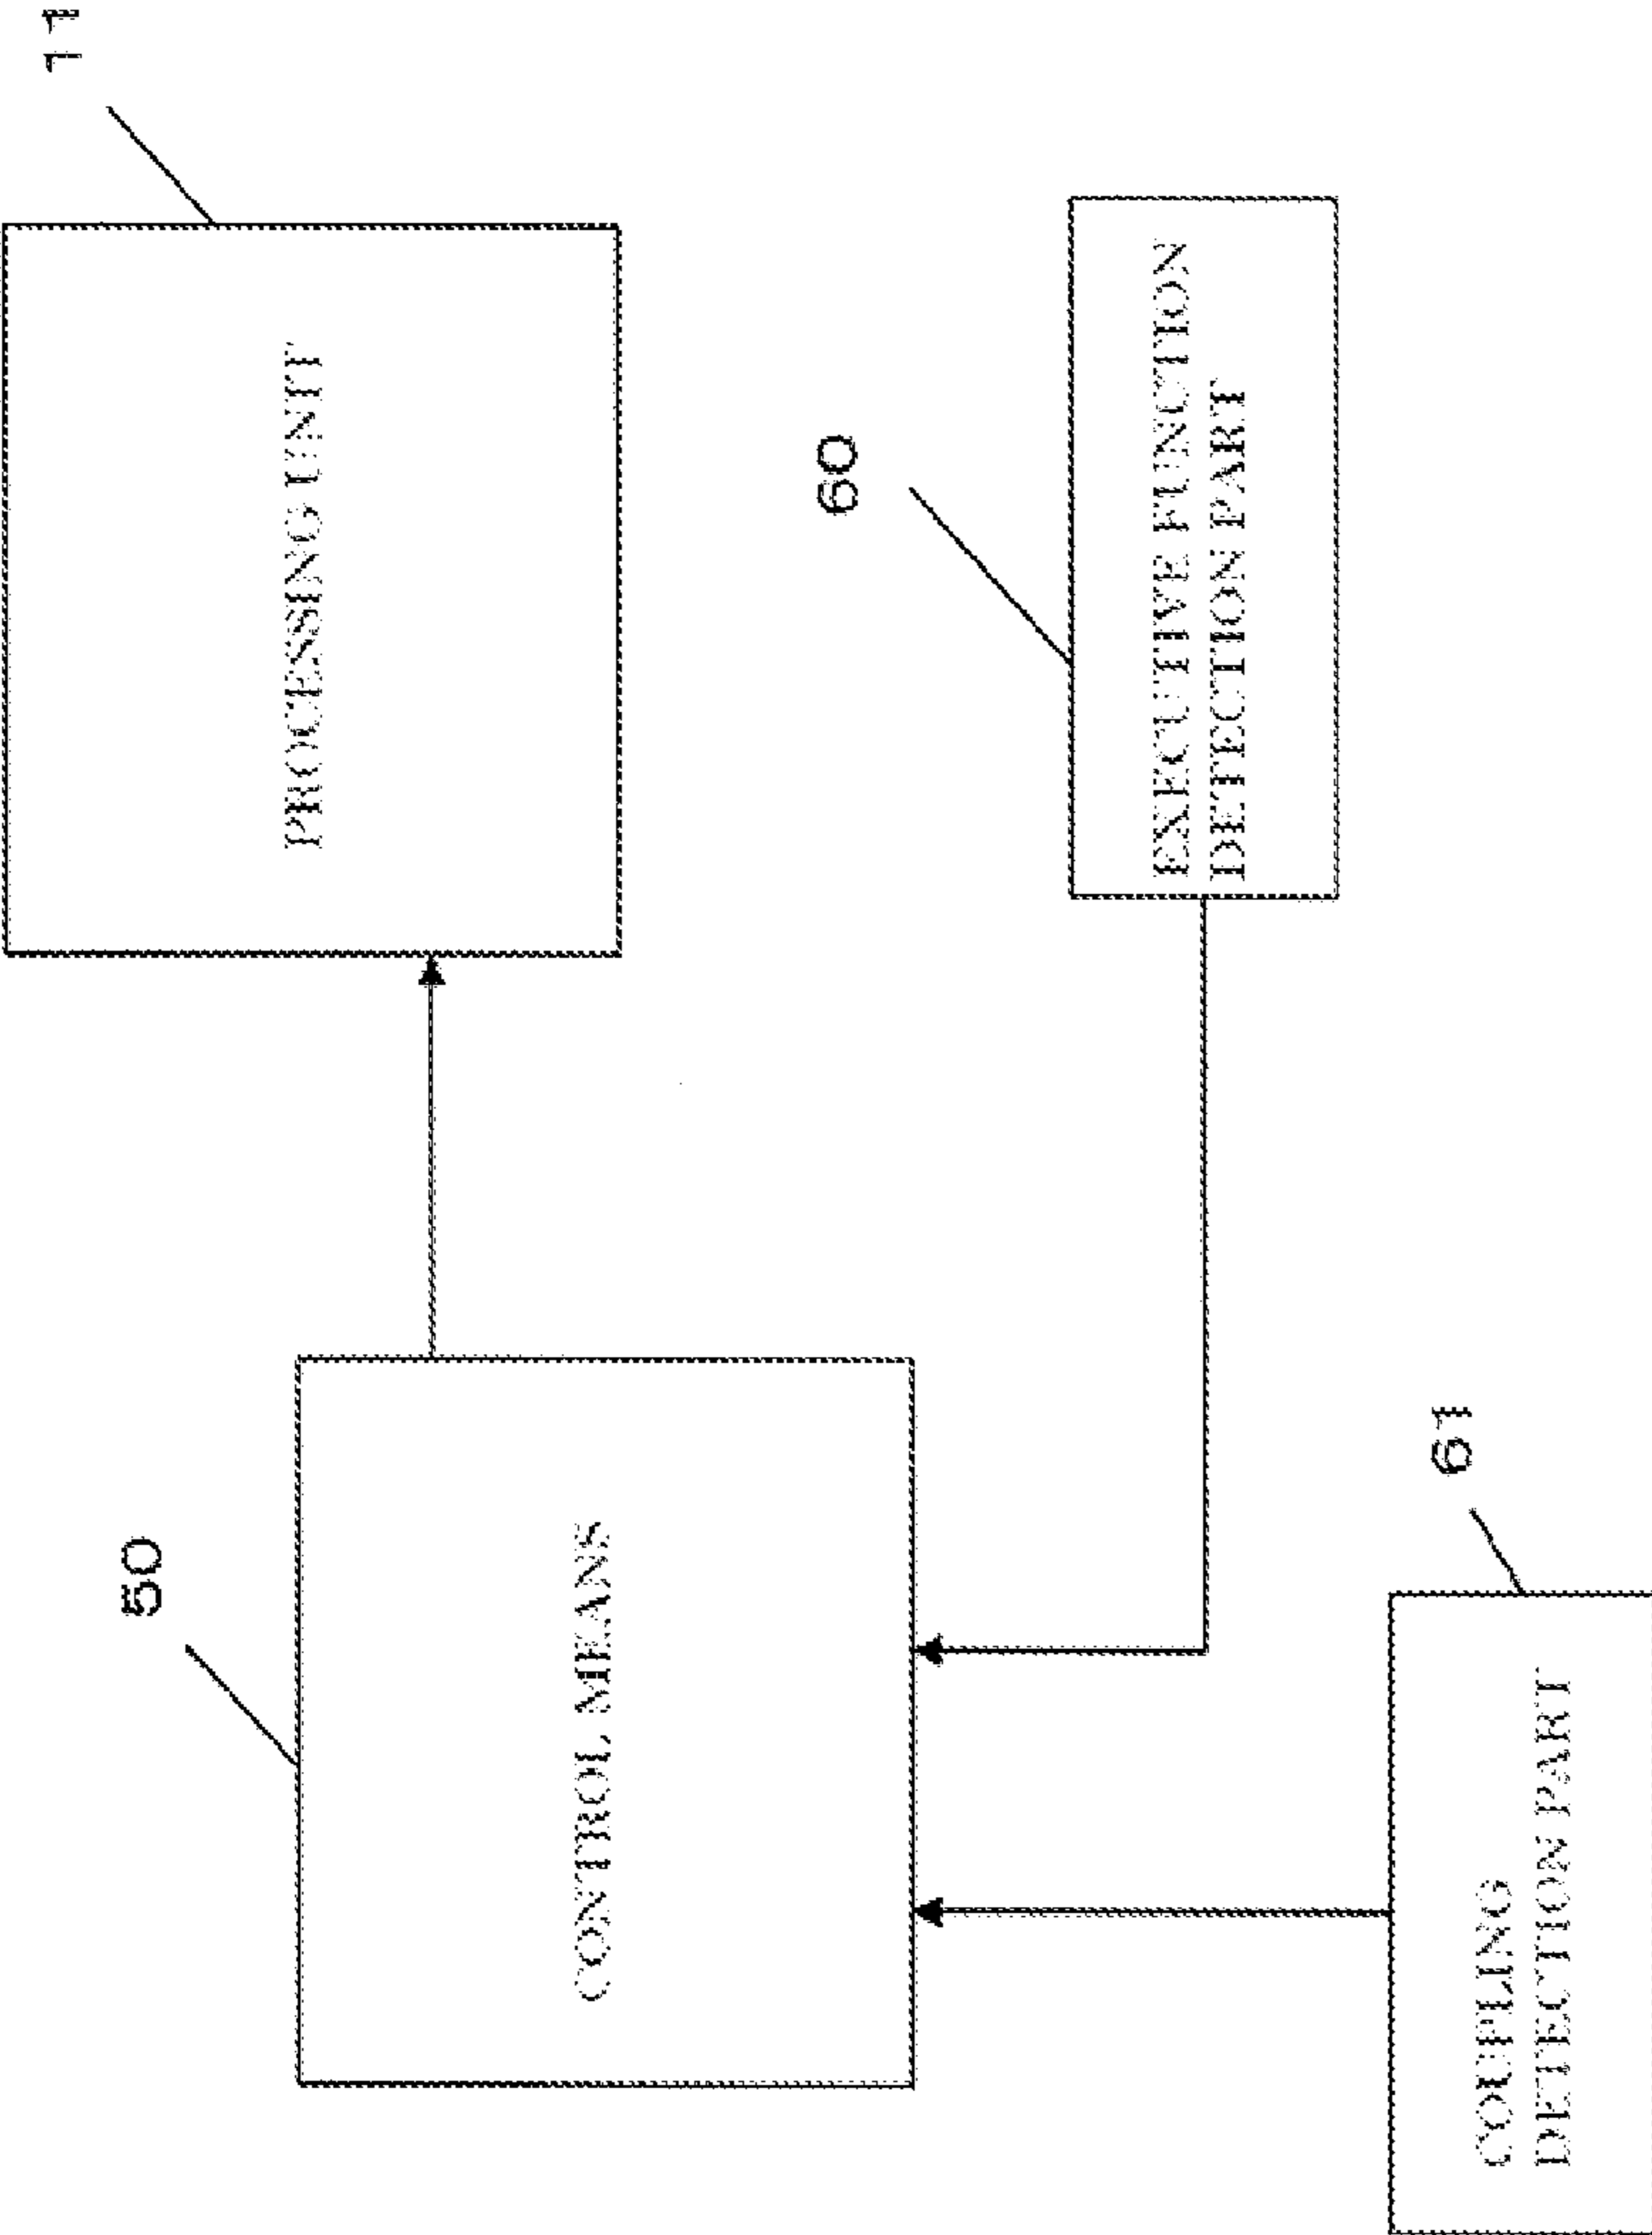 50
CONTROL MEANS
11
PROCESSING UNIT
61
COUPLING
DETECTION PART
60
EXECUTIVE FUNCTION
DETECTION PART